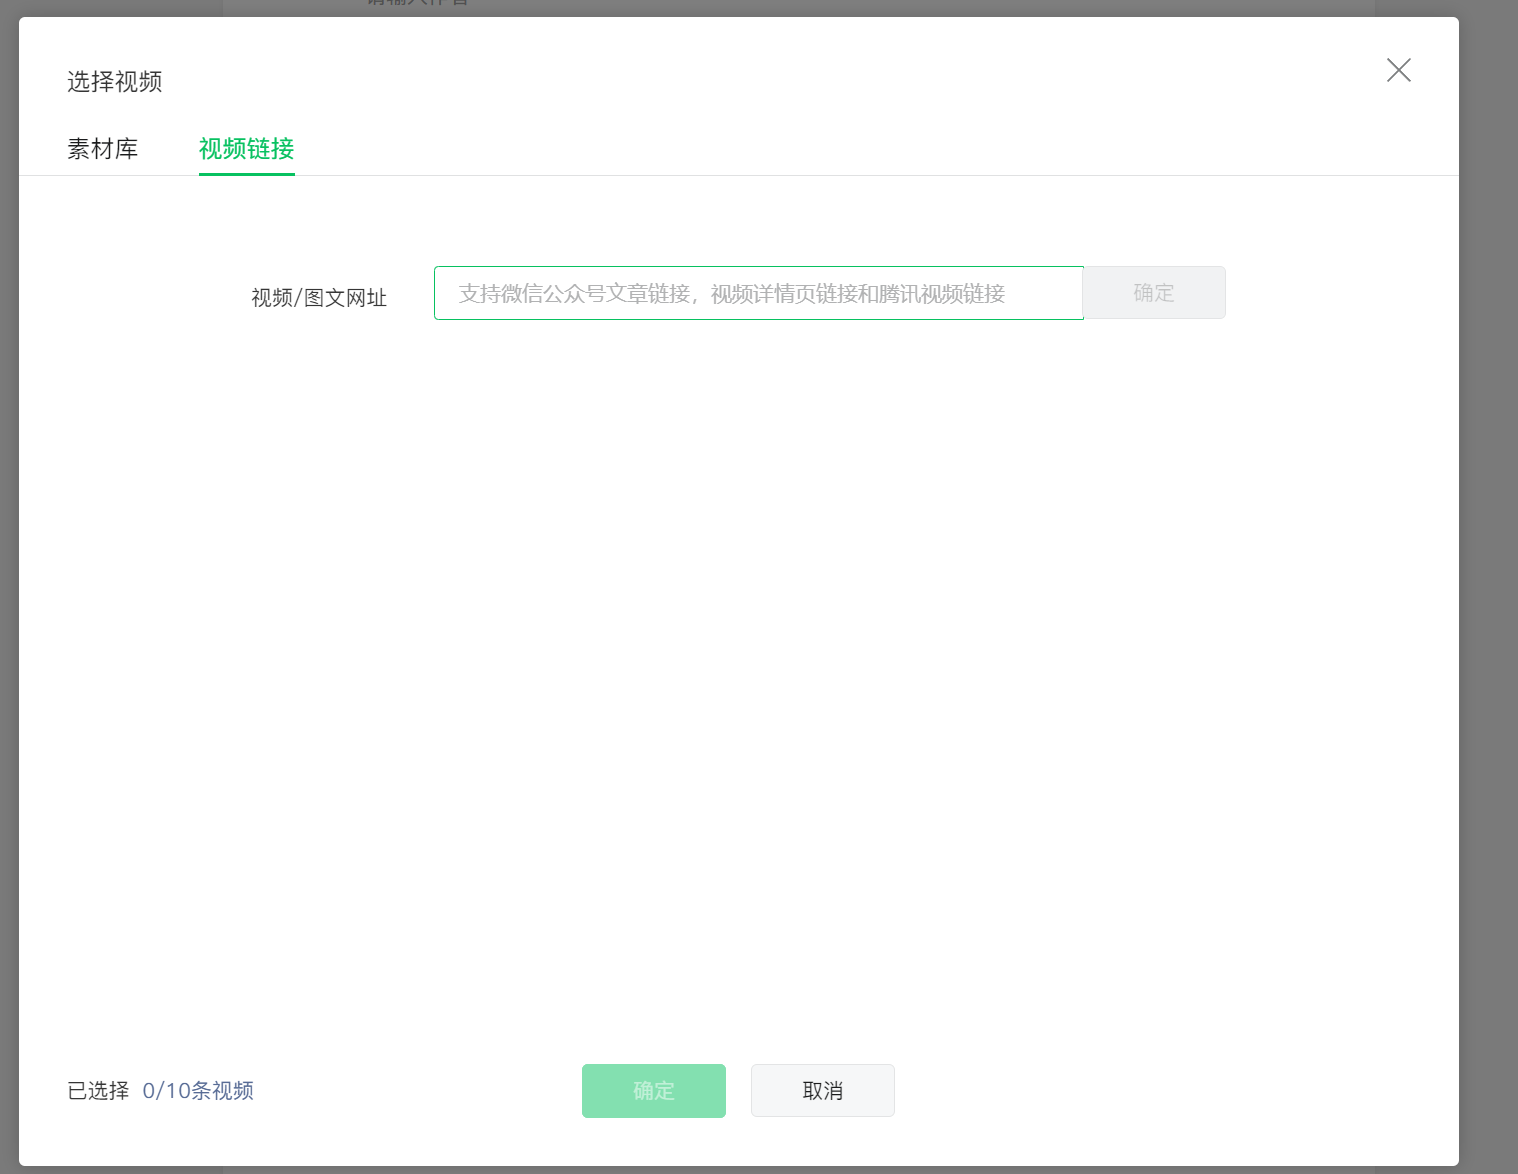 选择视频
素材库 视频链接
视频/图文网址 支持微信公众号文章链接，视频详情页链接和腾讯视频链接 确定
已选择 0/10条视频 确定 取消